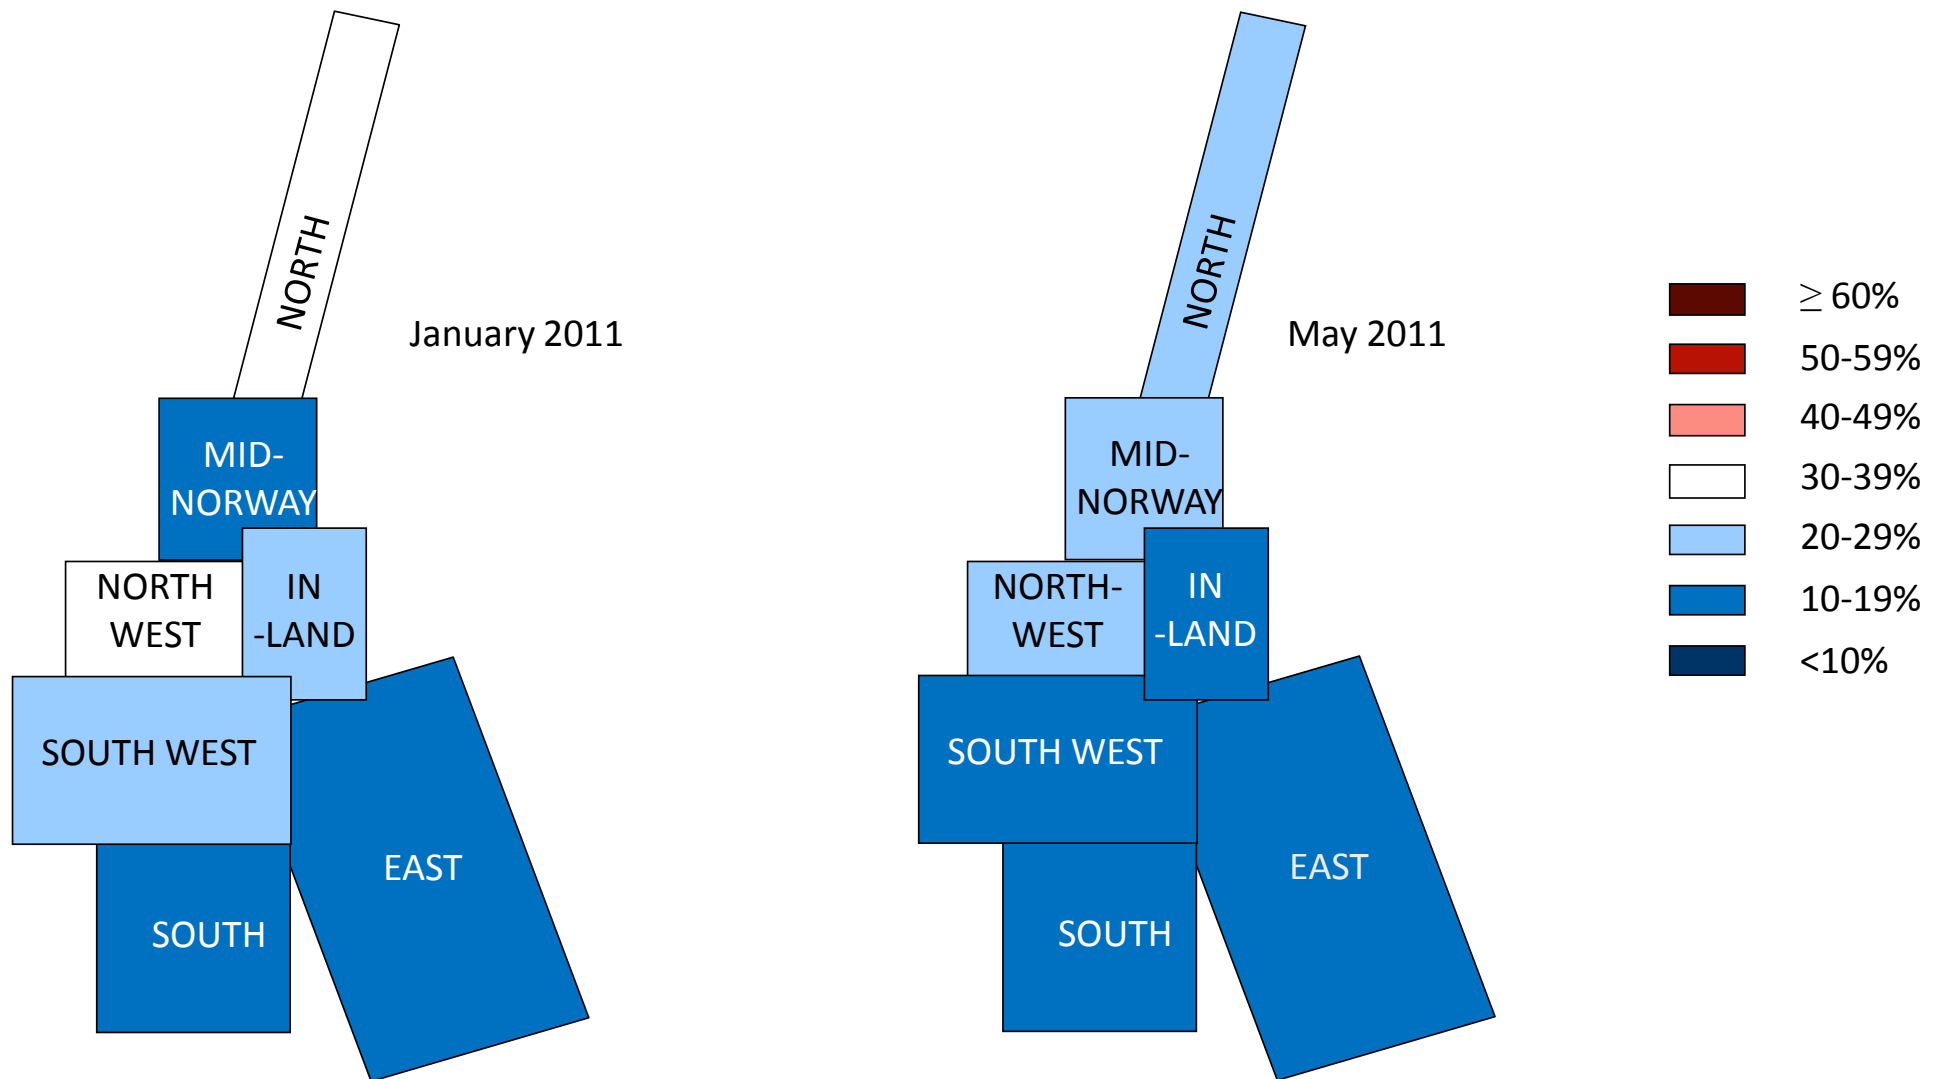 NORTH
January 2011
MID-
NORWAY
NORTH
WEST
IN
-LAND
SOUTH WEST
EAST
SOUTH
NORTH
May 2011
MID-
NORWAY
NORTH-
WEST
IN
-LAND
SOUTH WEST
EAST
SOUTH
≥ 60%
50-59%
40-49%
30-39%
20-29%
10-19%
<10%